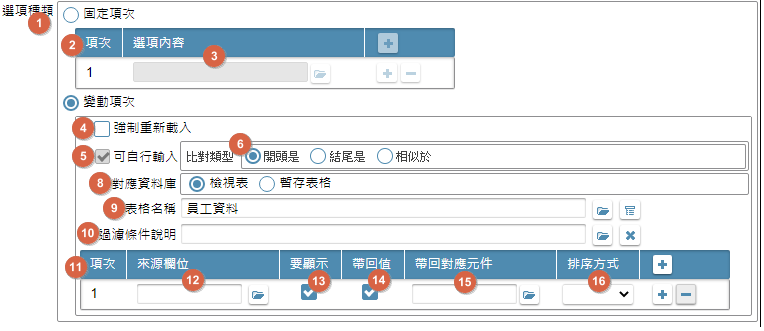 選項種類
1
固定項次
2 項次 選項內容 3
1
變動項次
4 強制重新載入
5 可自行輸入 比對類型 6 開頭是 結尾是 相似於
8 對應資料庫 檢視表 暫存表格
9 表格名稱 員工資料
10 過濾條件說明
11 項次 來源欄位 要顯示 帶回值 帶回對應元件 排序方式
1 12 13 14 15 16